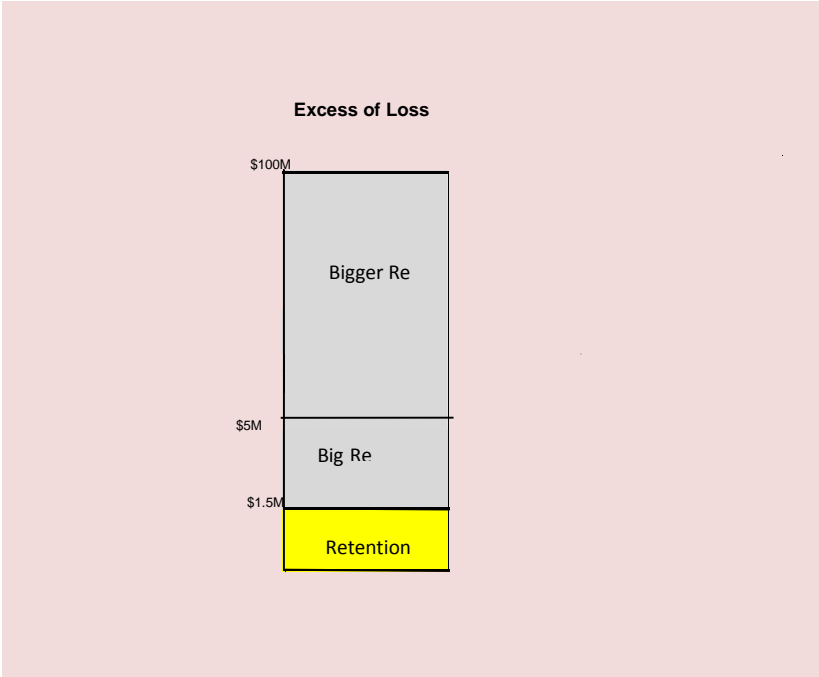 Excess of Loss
$100M
Bigger Re
$5M
Big Re
$1.5M
Retention